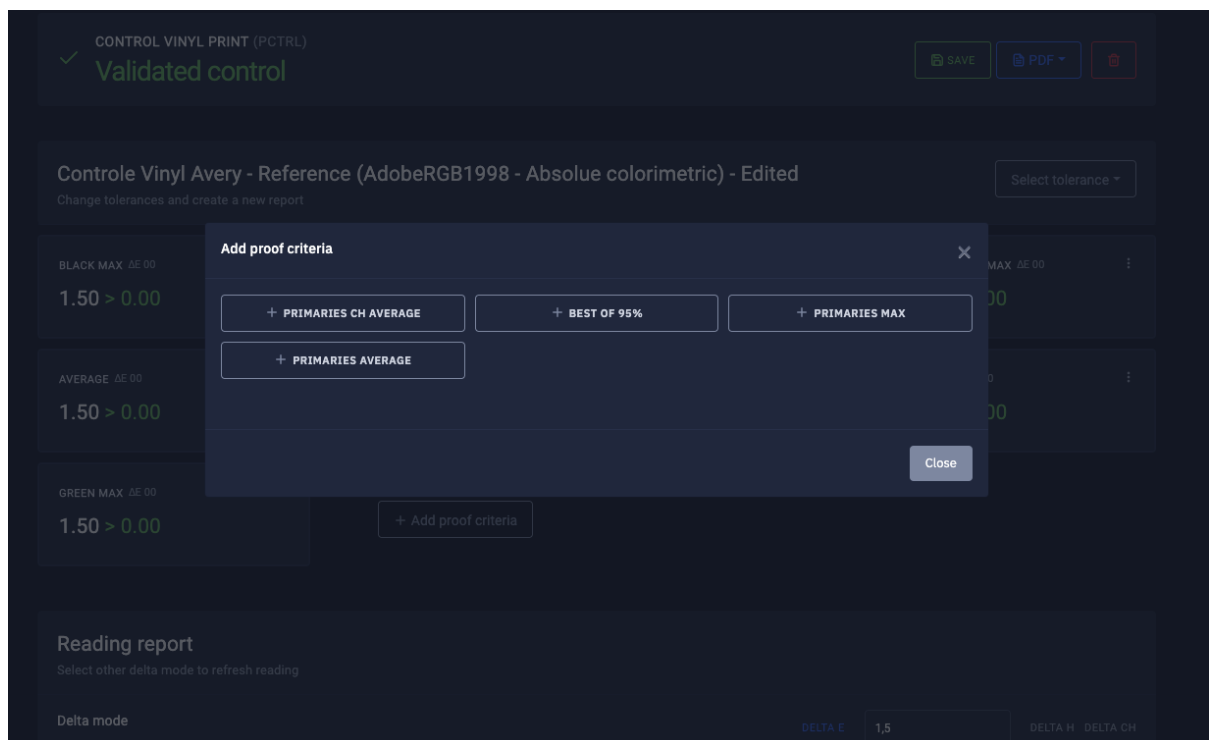 CONTROL VINYL PRINT (PCTRL)
Validated control
SAVE
PDF
Controle Vinyl Avery - Reference (AdobeRGB1998 - Absolue colorimetric) - Edited
Select tolerance
Change tolerances and create a new report
Add proof criteria
BLACK MAX ΔE 00
MAX ΔE 00
1.50 > 0.00
00
+ PRIMARIES CH AVERAGE
+ BEST OF 95%
+ PRIMARIES MAX
+ PRIMARIES AVERAGE
AVERAGE ΔE 00
0
1.50 > 0.00
00
Close
GREEN MAX ΔE 00
1.50 > 0.00
+ Add proof criteria
Reading report
Select other delta mode to refresh reading
Delta mode
DELTA E
1,5
DELTA H
DELTA CH